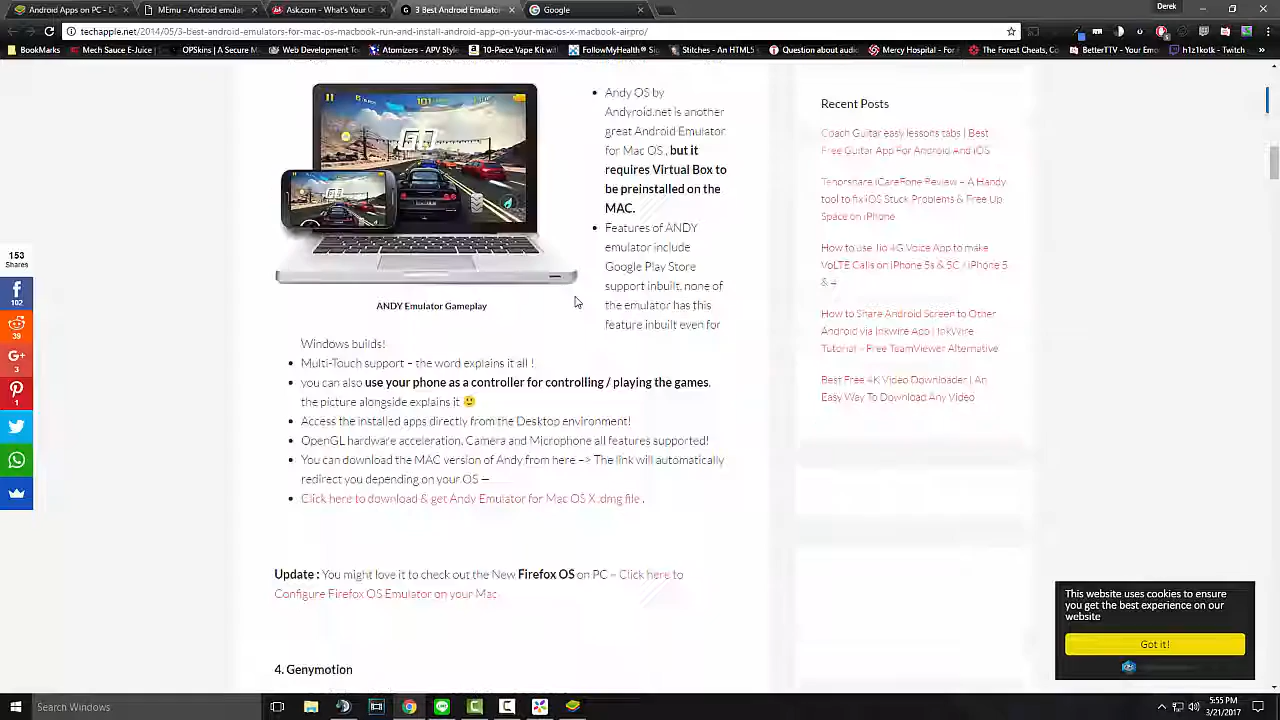 Android Apps on PC - D
MEmu - Android emulat
Ask.com - What's Your C
3 Best Android Emulator
Google
Derek
techapple.net/2014/05/3-best-android-emulators-for-mac-os-macbook-run-and-install-android-app-on-your-mac-os-x-macbook-airpro/
BookMarks
Mech Sauce E-Juice
OPSkins | A Secure M
Web Development To
Atomizers - APV Style
10-Piece Vape Kit with
FollowMyHealth® Sig
Stitches - An HTML5
Question about audio
Mercy Hospital - For
The Forest Cheats, Co
BetterTTV - Your Emo
h1z1kotk - Twitch
Andy OS by
Andyroid.net is another
great Android Emulator
for Mac OS , but it
requires Virtual Box to
be preinstalled on the
MAC.
Features of ANDY
emulator include
Google Play Store
support inbuilt, none of
the emulator has this
feature inbuilt even for
Windows builds!
ANDY Emulator Gameplay
Multi-Touch support – the word explains it all !
you can also use your phone as a controller for controlling / playing the games,
the picture alongside explains it
Access the installed apps directly from the Desktop environment!
OpenGL hardware acceleration, Camera and Microphone all features supported!
You can download the MAC version of Andy from here –> The link will automatically
redirect you depending on your OS —
Click here to download & get Andy Emulator for Mac OS X .dmg file .
Update : You might love it to check out the New Firefox OS on PC – Click here to
Configure Firefox OS Emulator on your Mac
4. Genymotion
153
Shares
102
39
3
1
Recent Posts
Coach Guitar easy lessons tabs | Best
Free Guitar App For Android And iOS
Tenorshare iCareFone Review – A Handy
tool to fix iOS Stuck Problems & Free Up
Space on iPhone
How to use Jio 4G Voice App to make
VoLTE Calls on iPhone 5s & 5C / iPhone 5
& 4
How to Share Android Screen to Other
Android via Inkwire App | InkWire
Tutorial – Free TeamViewer Alternative
Best Free 4K Video Downloader | An
Easy Way To Download Any Video
This website uses cookies to ensure
you get the best experience on our
website
Got it!
Search Windows
5:55 PM
3/21/2017